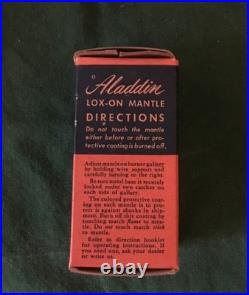 Aladdin
LOX-ON MANTLE
DIRECTIONS
Do not touch the mantle
either before or after pro-
tective coating is burned off.
Adjust mantle on burner gallery
by holding wire support and
carefully turning to the right.
Be sure metal base is securely
locked under two catches on
each side of gallery.
The colored protective coat-
ing on each mantle is to pro-
tect it against shocks in ship-
ment. Burn off this coating by
touching match flame to man-
tle. Do not touch match stick
to mantle.
Refer to direction booklet
for operating instructions. If
you need one, ask your dealer
or write us.